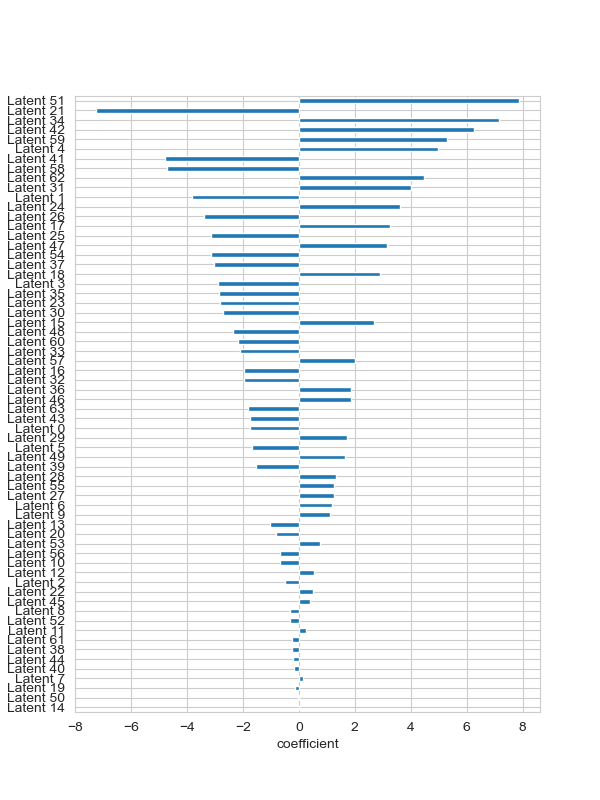 Latent 51
Latent 21
Latent 34
Latent 42
Latent 59
Latent 4
Latent 41
Latent 58
Latent 62
Latent 31
Latent 1
Latent 24
Latent 26
Latent 17
Latent 25
Latent 47
Latent 54
Latent 37
Latent 18
Latent 3
Latent 35
Latent 23
Latent 30
Latent 15
Latent 48
Latent 60
Latent 33
Latent 57
Latent 16
Latent 32
Latent 36
Latent 46
Latent 63
Latent 43
Latent 0
Latent 29
Latent 5
Latent 49
Latent 39
Latent 28
Latent 55
Latent 27
Latent 6
Latent 9
Latent 13
Latent 20
Latent 53
Latent 56
Latent 10
Latent 12
Latent 2
Latent 22
Latent 45
Latent 8
Latent 52
Latent 11
Latent 61
Latent 38
Latent 44
Latent 40
Latent 7
Latent 19
Latent 50
Latent 14
−8 −6 −4 −2 0 2 4 6 8
coefficient